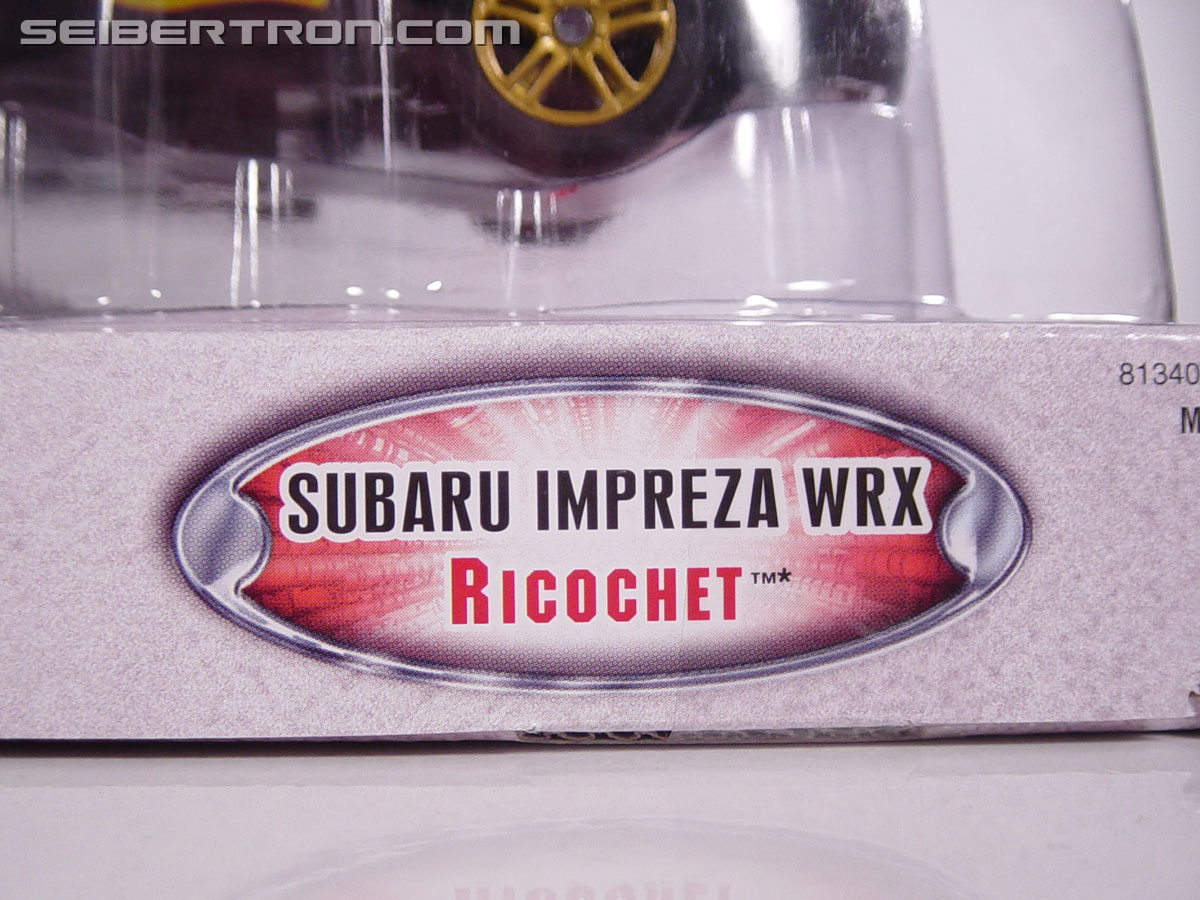 SEIBERTRON.com
81340
M
SUBARU IMPREZA WRX
RICOCHET™*